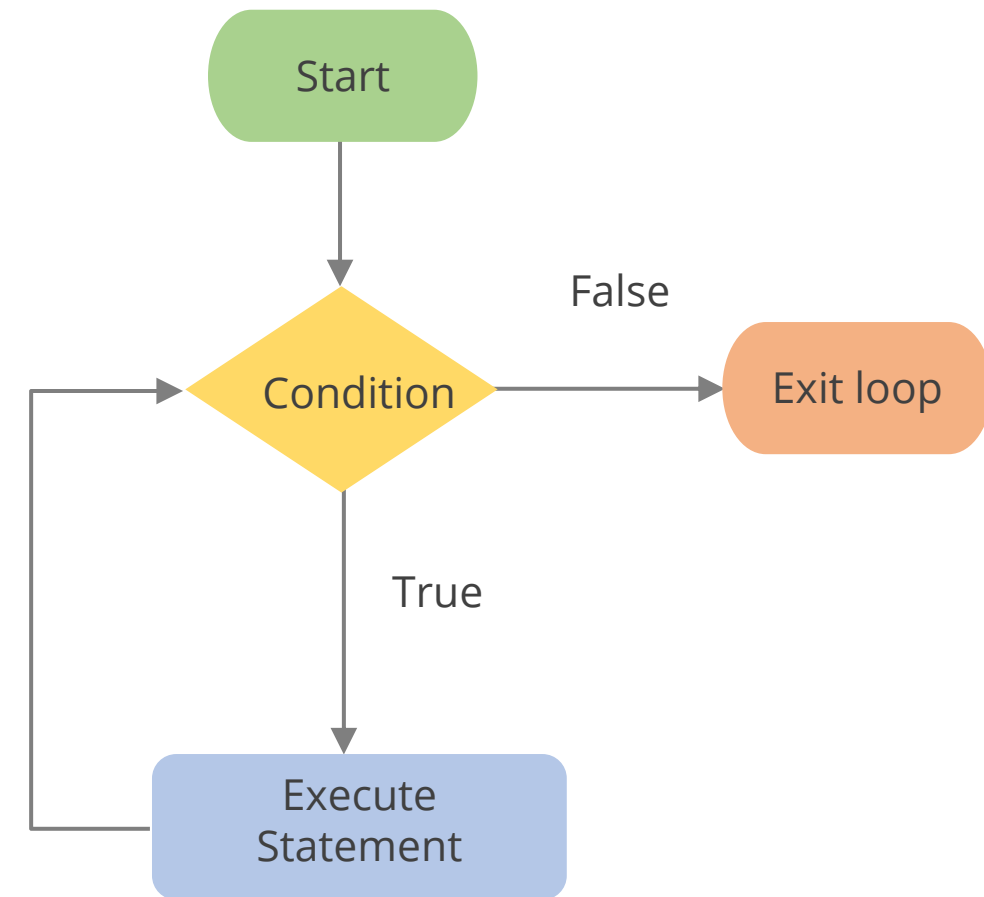 Start
False
Condition
Exit loop
True
Execute
Statement